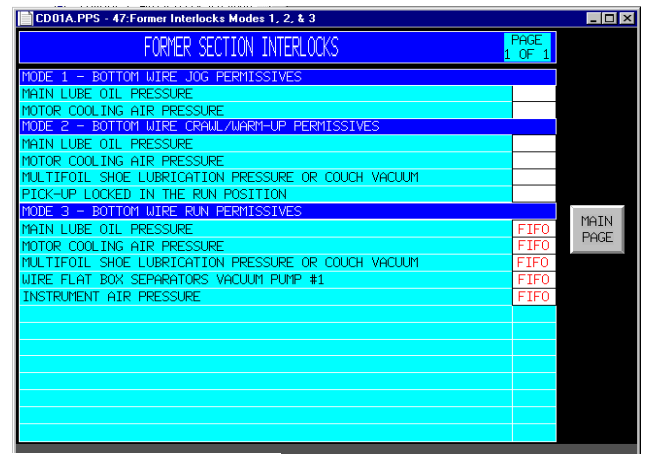 CD01A.PPS - 47:Former Interlocks Modes 1, 2, & 3
FORMER SECTION INTERLOCKS
PAGE
1 OF 1
MODE 1 - BOTTOM WIRE JOG PERMISSIVES
MAIN LUBE OIL PRESSURE
MOTOR COOLING AIR PRESSURE
MODE 2 - BOTTOM WIRE CRAWL/WARM-UP PERMISSIVES
MAIN LUBE OIL PRESSURE
MOTOR COOLING AIR PRESSURE
MULTIFOIL SHOE LUBRICATION PRESSURE OR COUCH VACUUM
PICK-UP LOCKED IN THE RUN POSITION
MODE 3 - BOTTOM WIRE RUN PERMISSIVES
MAIN LUBE OIL PRESSURE FIFO
MOTOR COOLING AIR PRESSURE FIFO
MULTIFOIL SHOE LUBRICATION PRESSURE OR COUCH VACUUM FIFO
WIRE FLAT BOX SEPARATORS VACUUM PUMP #1 FIFO
INSTRUMENT AIR PRESSURE FIFO
MAIN
PAGE